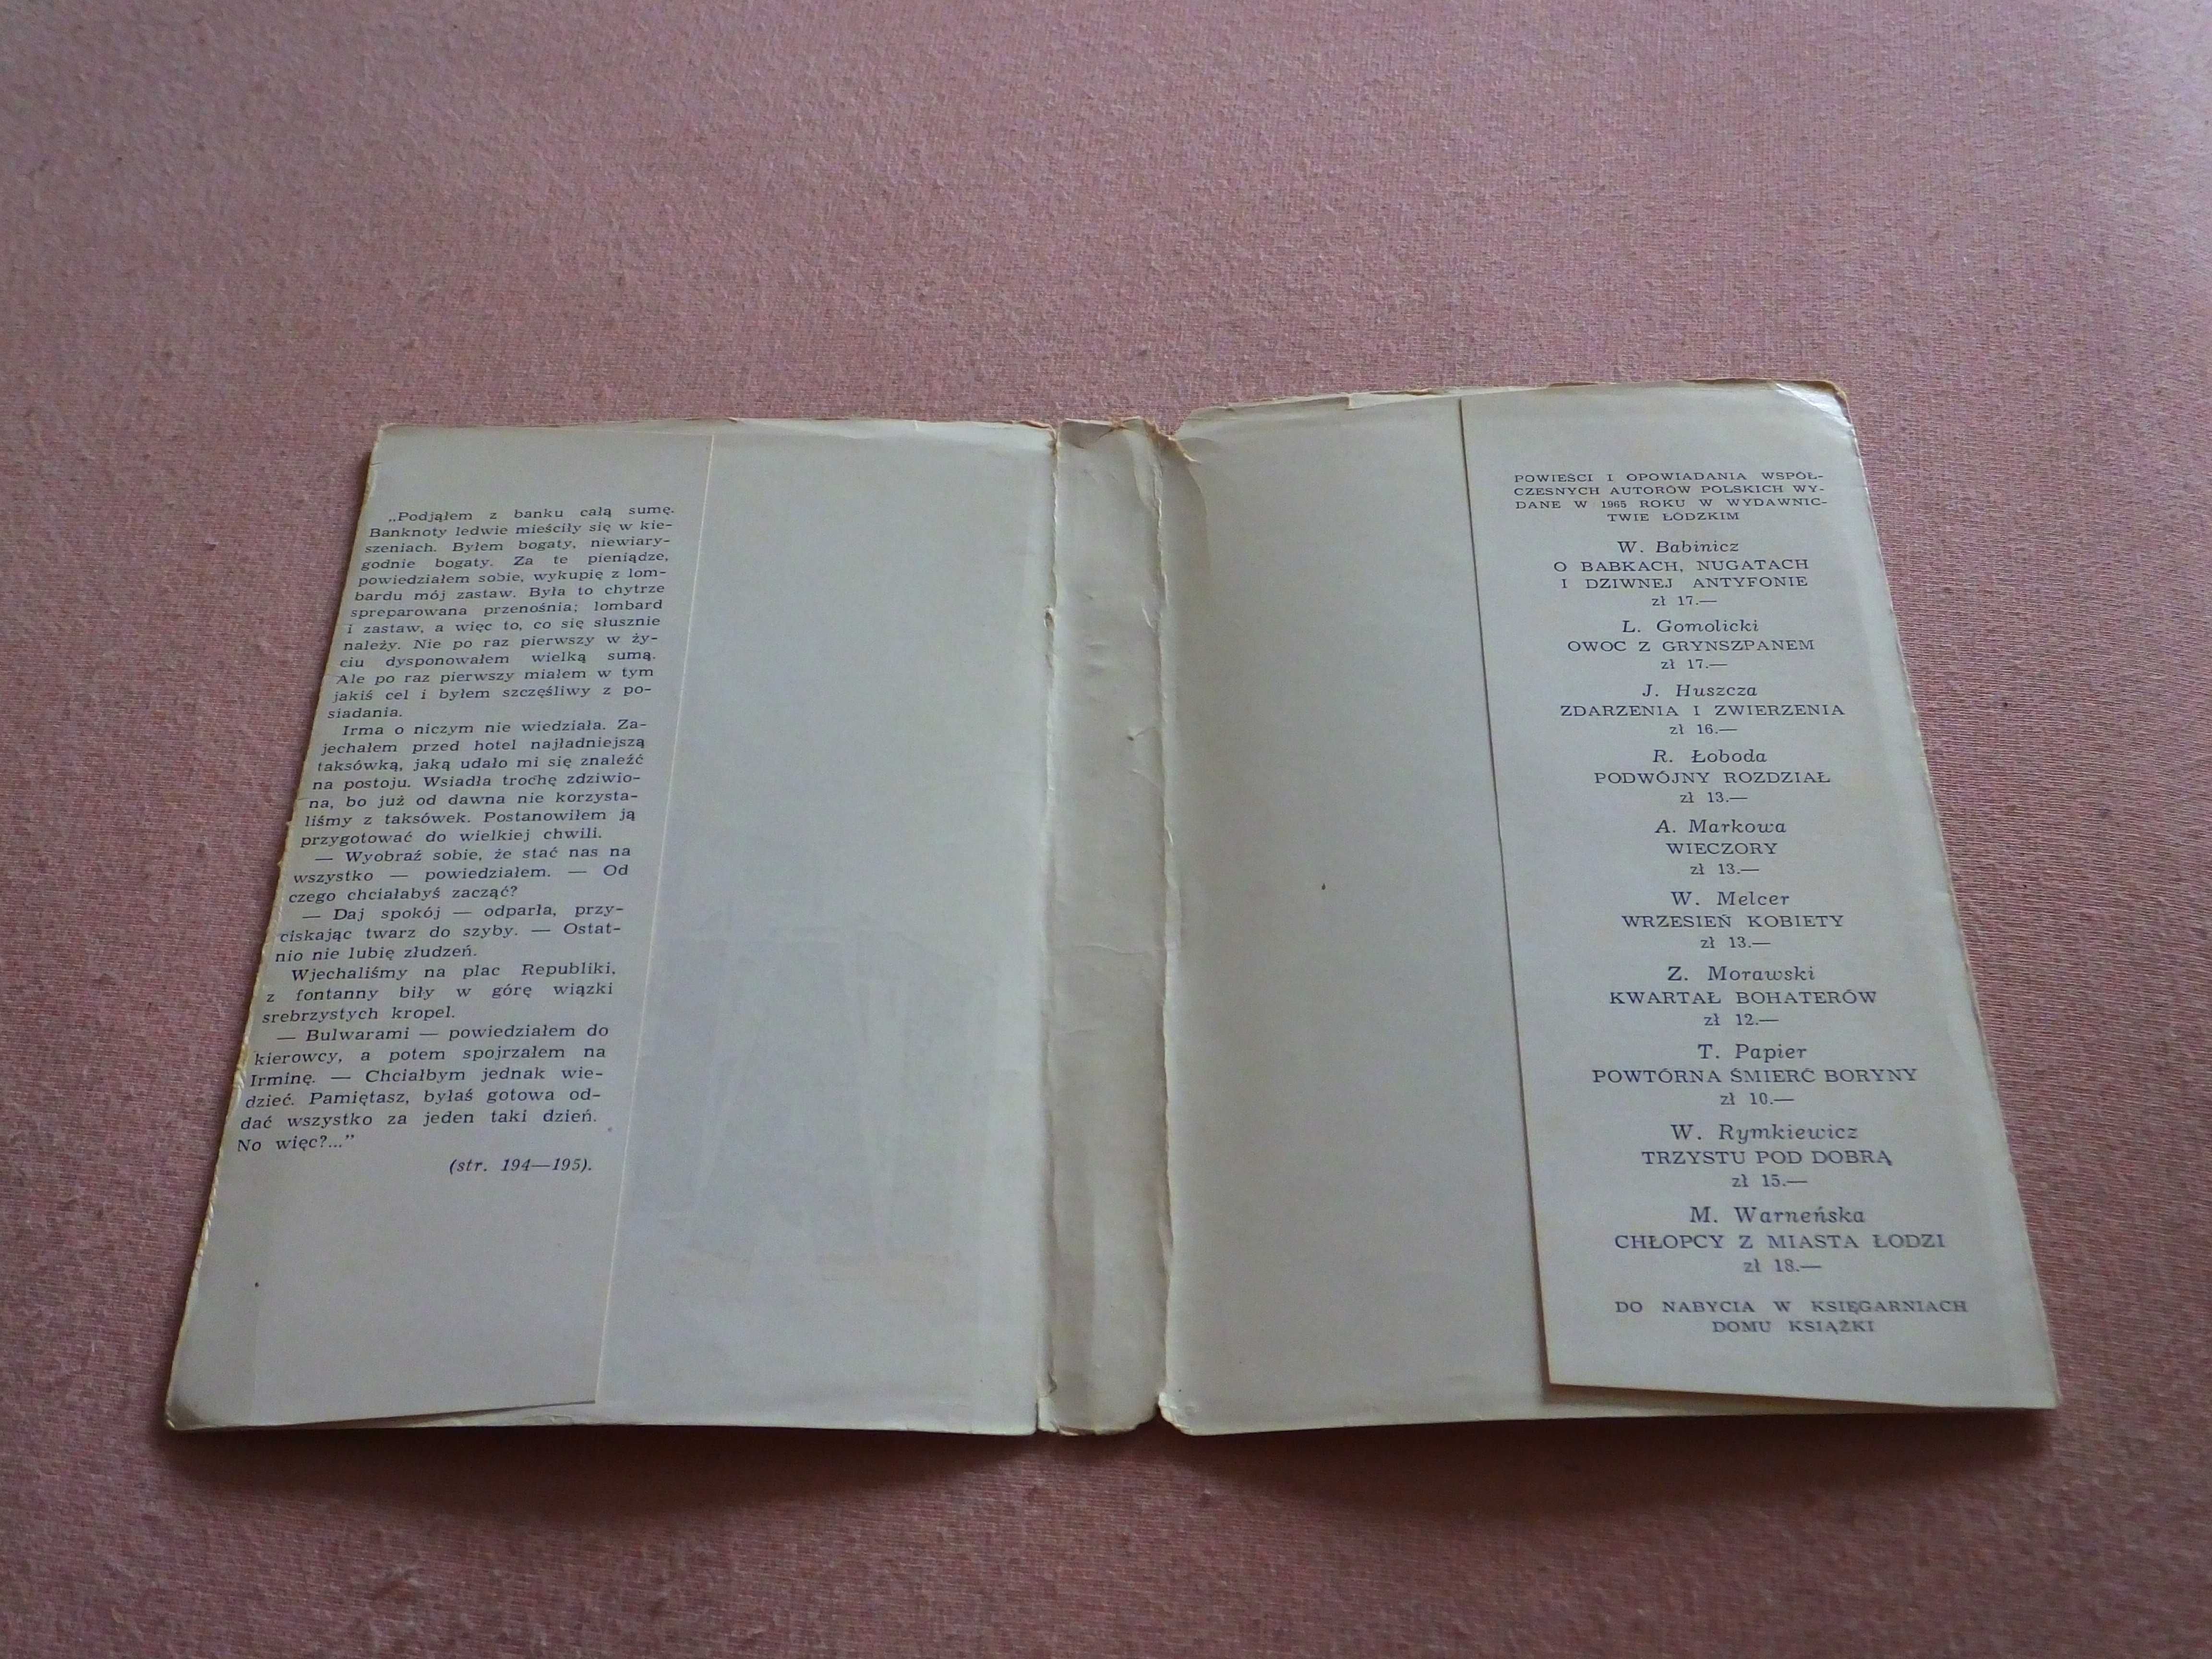 „Podjąłem z banku całą sumę.
Banknoty ledwie mieściły się w kie-
szeniach. Byłem bogaty, niewiary-
godnie bogaty. Za te pieniądze,
powiedziałem sobie, wykupię z lom-
bardu mój zastaw. Była to chytrze
spreparowana przenośnia; lombard
i zastaw, a więc to, co się słusznie
należy. Nie po raz pierwszy w ży-
ciu dysponowałem wielką sumą.
Ale po raz pierwszy miałem w tym
jakiś cel i byłem szczęśliwy z po-
siadania.
Irma o niczym nie wiedziała. Za-
jechałem przed hotel najładniejszą
taksówką, jaką udało mi się znaleźć
na postoju. Wsiadła trochę zdziwio-
na, bo już od dawna nie korzysta-
liśmy z taksówek. Postanowiłem ją
przygotować do wielkiej chwili.
— Wyobraź sobie, że stać nas na
wszystko — powiedziałem. — Od
czego chciałabyś zacząć?
— Daj spokój — odparła, przy-
ciskając twarz do szyby. — Ostat-
nio nie lubię złudzeń.
Wjechaliśmy na plac Republiki,
z fontanny biły w górę wiązki
srebrzystych kropel.
— Bulwarami — powiedziałem do
kierowcy, a potem spojrzałem na
Irminę. — Chciałbym jednak wie-
dzieć. Pamiętasz, byłaś gotowa od-
dać wszystko za jeden taki dzień.
No więc?...”
(str. 194—195).
POWIEŚCI I OPOWIADANIA WSPÓŁ-
CZESNYCH AUTORÓW POLSKICH WY-
DANE W 1965 ROKU W WYDAWNIC-
TWIE ŁÓDZKIM
W. Babinicz
O BABKACH, NUGATACH
I DZIWNEJ ANTYFONIE
zł 17.—
L. Gomolicki
OWOC Z GRYNSZPANEM
zł 17.—
J. Huszcza
ZDARZENIA I ZWIERZENIA
zł 16.—
R. Łoboda
PODWÓJNY ROZDZIAŁ
zł 13.—
A. Markowa
WIECZORY
zł 13.—
W. Melcer
WRZESIEŃ KOBIETY
zł 13.—
Z. Morawski
KWARTAŁ BOHATERÓW
zł 12.—
T. Papier
POWTÓRNA ŚMIERĆ BORYNY
zł 10.—
W. Rymkiewicz
TRZYSTU POD DOBRĄ
zł 15.—
M. Warneńska
CHŁOPCY Z MIASTA ŁODZI
zł 18.—
DO NABYCIA W KSIĘGARNIACH
DOMU KSIĄŻKI